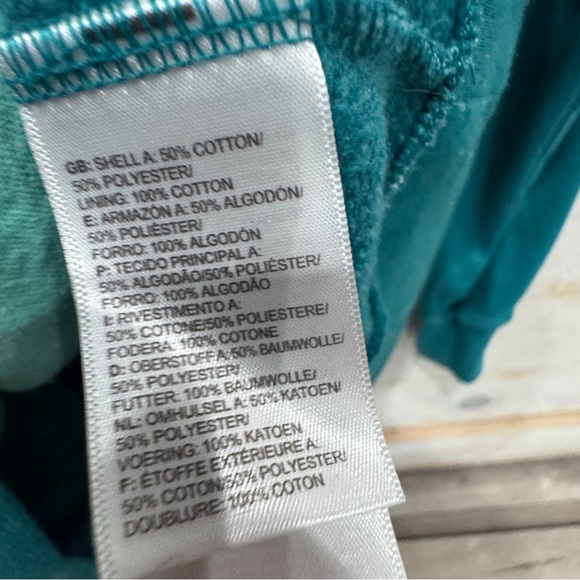 GB: SHELL A: 50% COTTON/
50% POLYESTER/
LINING: 100% COTTON
E: ARMAZON A: 50% ALGODÓN/
50% POLIÉSTER/
FORRO: 100% ALGODÓN
P: TECIDO PRINCIPAL A:
50% ALGODÃO/50% POLIÉSTER/
FORRO: 100% ALGODÃO
I: RIVESTIMENTO A:
50% COTONE/50% POLIESTERE/
FODERA: 100% COTONE
D: OBERSTOFF A: 50% BAUMWOLLE/
50% POLYESTER/
FUTTER: 100% BAUMWOLLE/
NL: OMHULSEL A: 50% KATOEN/
50% POLYESTER/
VOERING: 100% KATOEN
F: ÉTOFFE EXTÉRIEURE A:
50% COTON/50% POLYESTER/
DOUBLURE: 100% COTON